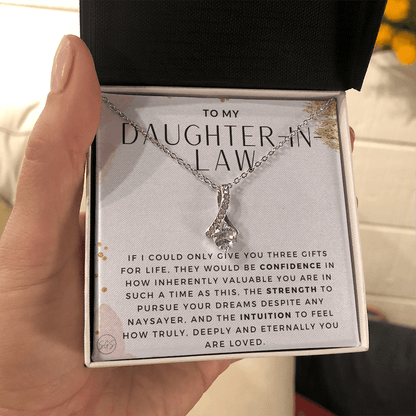 TO MY
DAUGHTER-IN-
LAW
IF I COULD ONLY GIVE YOU THREE GIFTS
FOR LIFE, THEY WOULD BE CONFIDENCE IN
HOW INHERENTLY VALUABLE YOU ARE IN
SUCH A TIME AS THIS, THE STRENGTH TO
PURSUE YOUR DREAMS DESPITE ANY
NAYSAYER, AND THE INTUITION TO FEEL
HOW TRULY, DEEPLY AND ETERNALLY YOU
ARE LOVED.